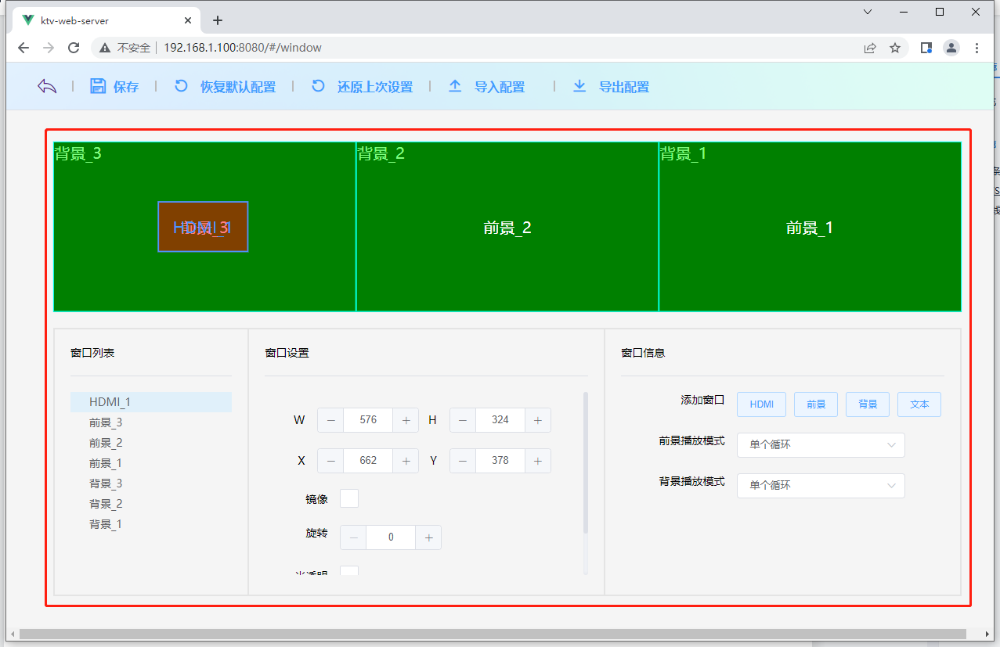 ktv-web-server
不安全 192.168.1.100:8080/#/window
保存 恢复默认配置 还原上次设置 导入配置 导出配置
背景_3 背景_2 背景_1
HDMI_1 前景_3 前景_2 前景_1
窗口列表 窗口设置 窗口信息
HDMI_1
前景_3
前景_2
前景_1
背景_3
背景_2
背景_1
W 576 H 324
X 662 Y 378
镜像
旋转 0
半透明
添加窗口 HDMI 前景 背景 文本
前景播放模式 单个循环
背景播放模式 单个循环